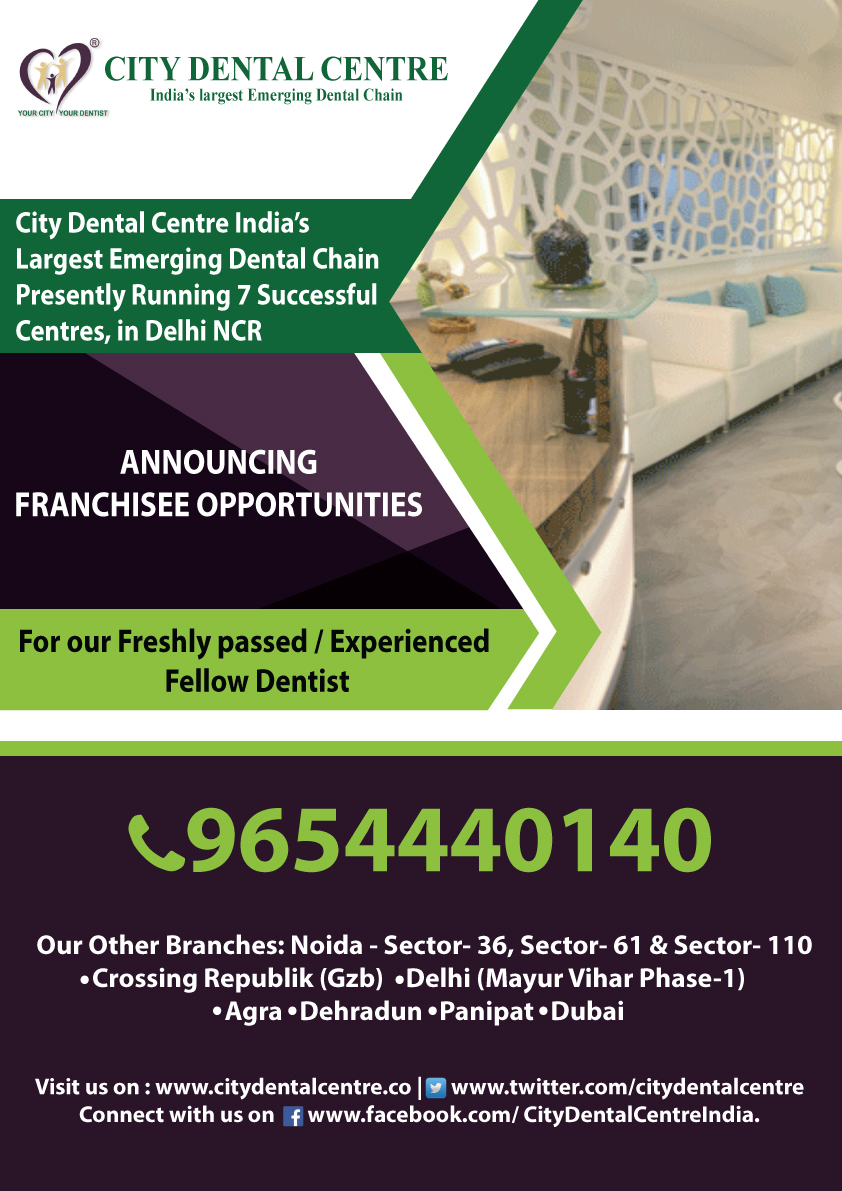 ®
CITY DENTAL CENTRE
India's largest Emerging Dental Chain
YOUR CITY YOUR DENTIST
City Dental Centre India's
Largest Emerging Dental Chain
Presently Running 7 Successful
Centres, in Delhi NCR
ANNOUNCING
FRANCHISEE OPPORTUNITIES
For our Freshly passed / Experienced
Fellow Dentist
9654440140
Our Other Branches: Noida - Sector- 36, Sector- 61 & Sector- 110
•Crossing Republik (Gzb) •Delhi (Mayur Vihar Phase-1)
•Agra •Dehradun •Panipat •Dubai
Visit us on : www.citydentalcentre.co | www.twitter.com/citydentalcentre
Connect with us on f www.facebook.com/ CityDentalCentreIndia.